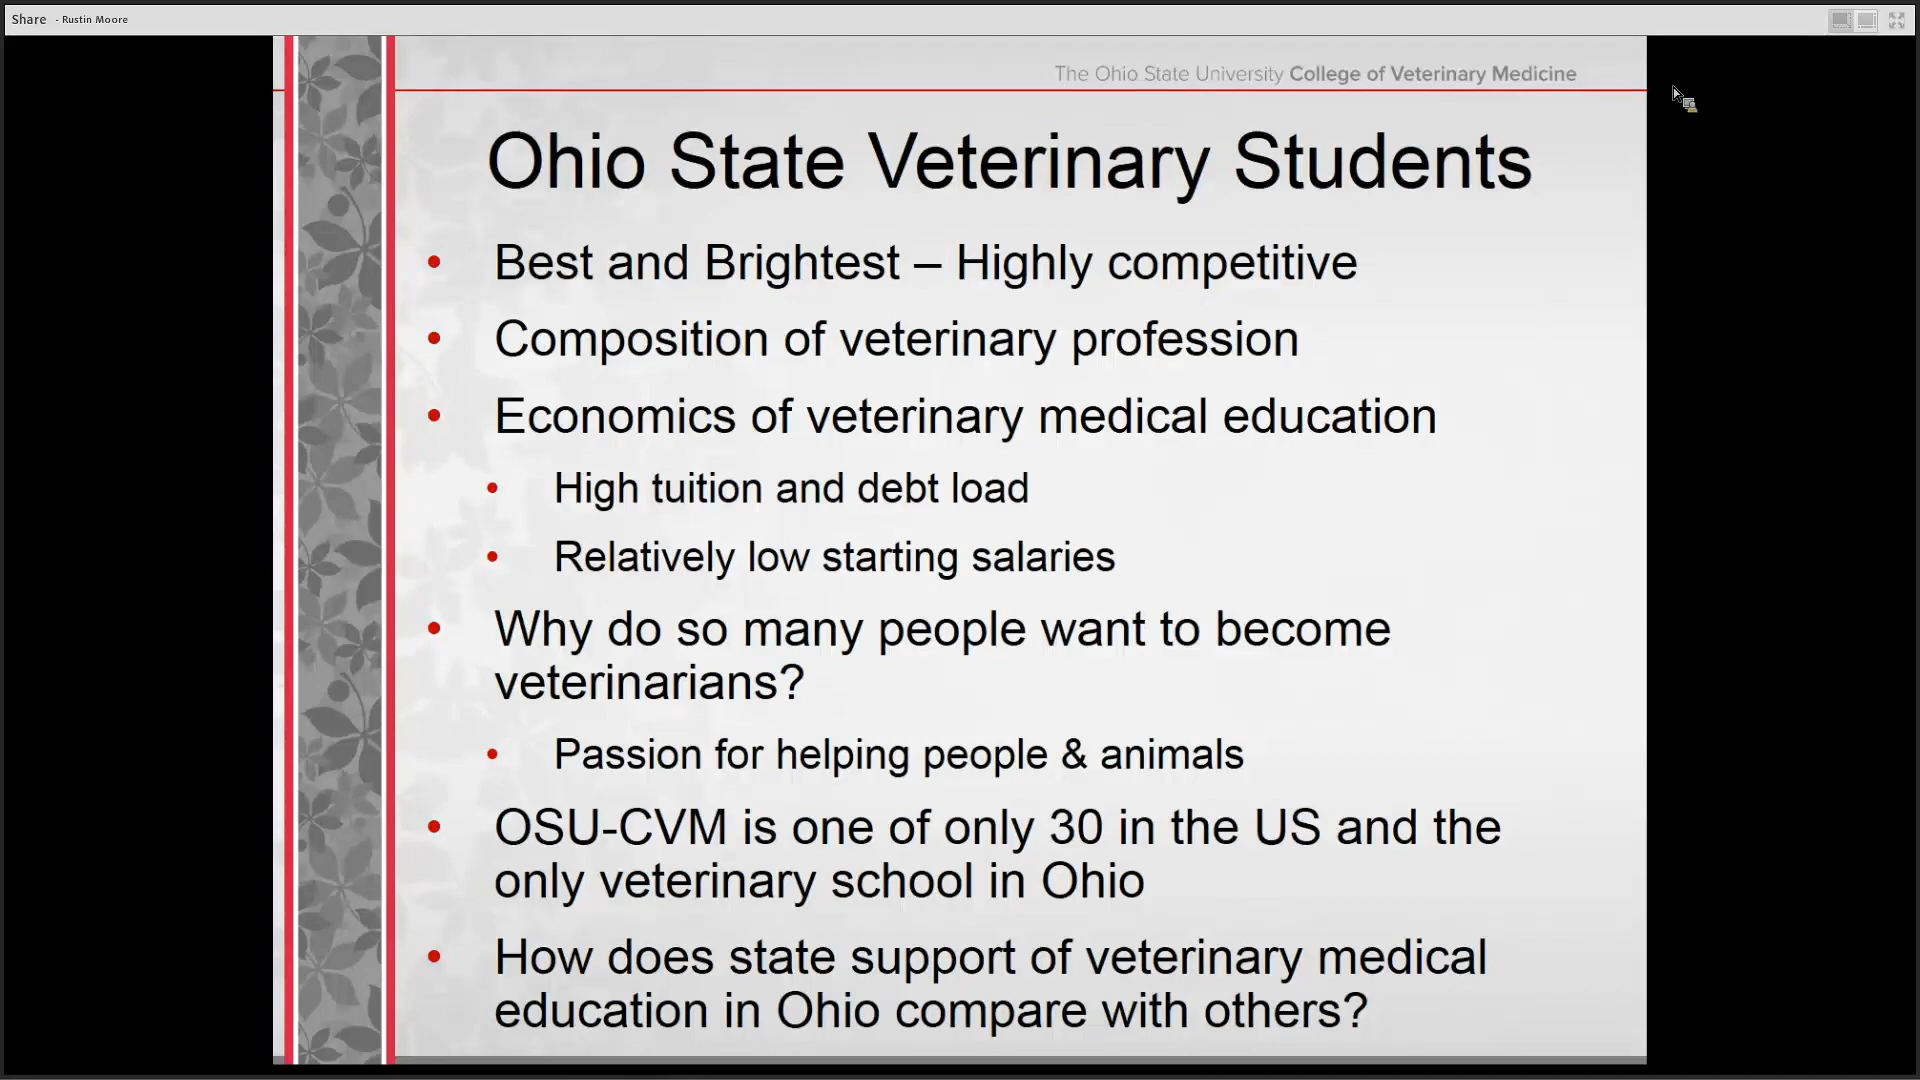 Share - Rustin Moore
The Ohio State University College of Veterinary Medicine
Ohio State Veterinary Students
• Best and Brightest – Highly competitive
• Composition of veterinary profession
• Economics of veterinary medical education
• High tuition and debt load
• Relatively low starting salaries
• Why do so many people want to become
veterinarians?
• Passion for helping people & animals
• OSU-CVM is one of only 30 in the US and the
only veterinary school in Ohio
• How does state support of veterinary medical
education in Ohio compare with others?